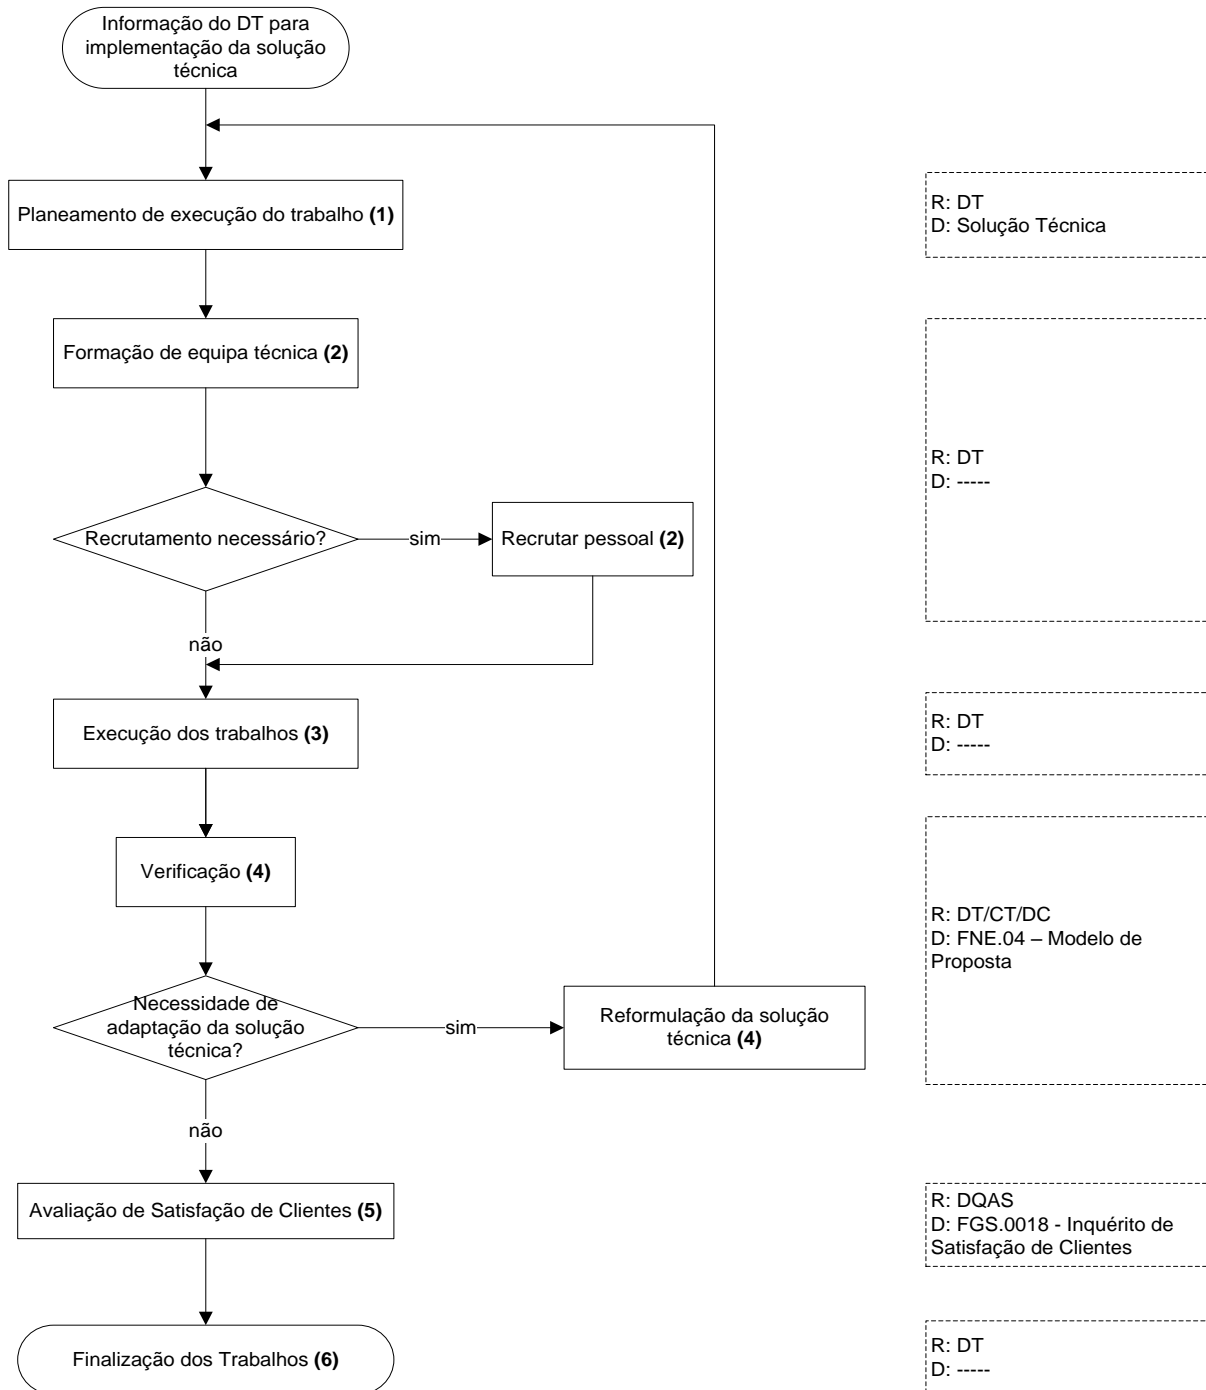 Informação do DT para
implementação da solução
técnica
Planeamento de execução do trabalho (1)
R: DT
D: Solução Técnica
Formação de equipa técnica (2)
R: DT
D: -----
Recrutamento necessário?
sim
Recrutar pessoal (2)
não
Execução dos trabalhos (3)
R: DT
D: -----
Verificação (4)
R: DT/CT/DC
D: FNE.04 – Modelo de
Proposta
Necessidade de
adaptação da solução
técnica?
sim
Reformulação da solução
técnica (4)
não
Avaliação de Satisfação de Clientes (5)
R: DQAS
D: FGS.0018 - Inquérito de
Satisfação de Clientes
Finalização dos Trabalhos (6)
R: DT
D: -----